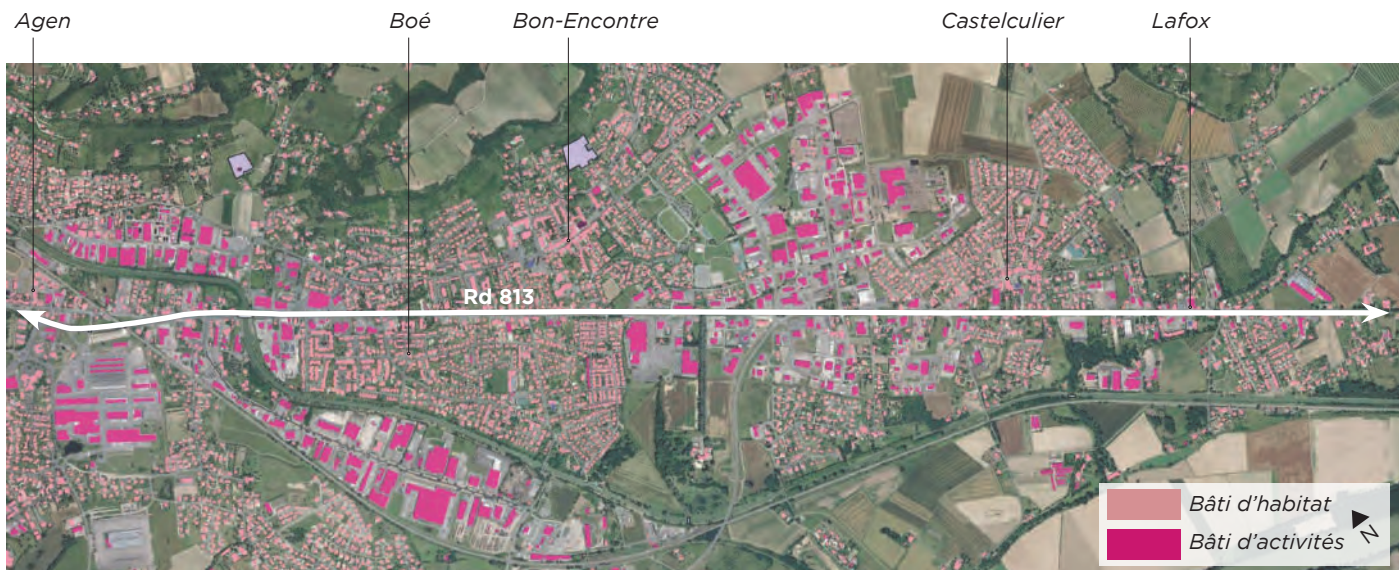 Agen
Boé
Bon-Encontre
Castelculier
Lafox
Rd 813
Bâti d'habitat
Bâti d'activités
N